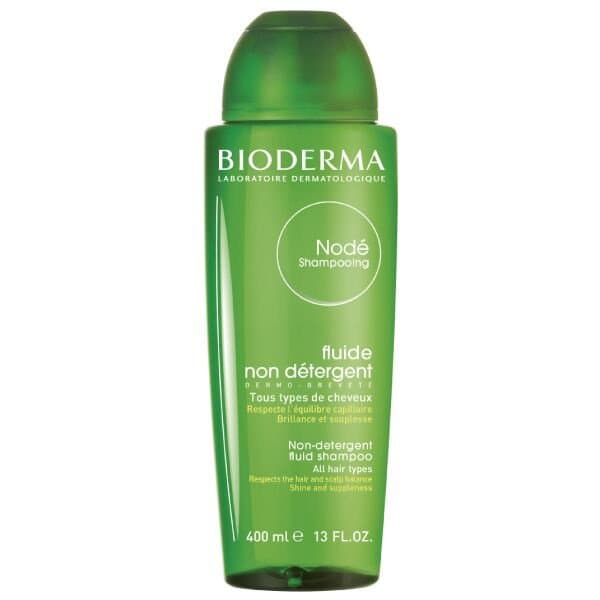 BIODERMA
LABORATOIRE DERMATOLOGIQUE
Nodé
Shampooing
fluide
non détergent
DERMO-BREVETÉ
Tous types de cheveux
Respecte l'équilibre capillaire
Brillance et souplesse
Non-detergent
fluid shampoo
All hair types
Respects the hair and scalp balance
Shine and suppleness
400 ml e 13 FL.OZ.